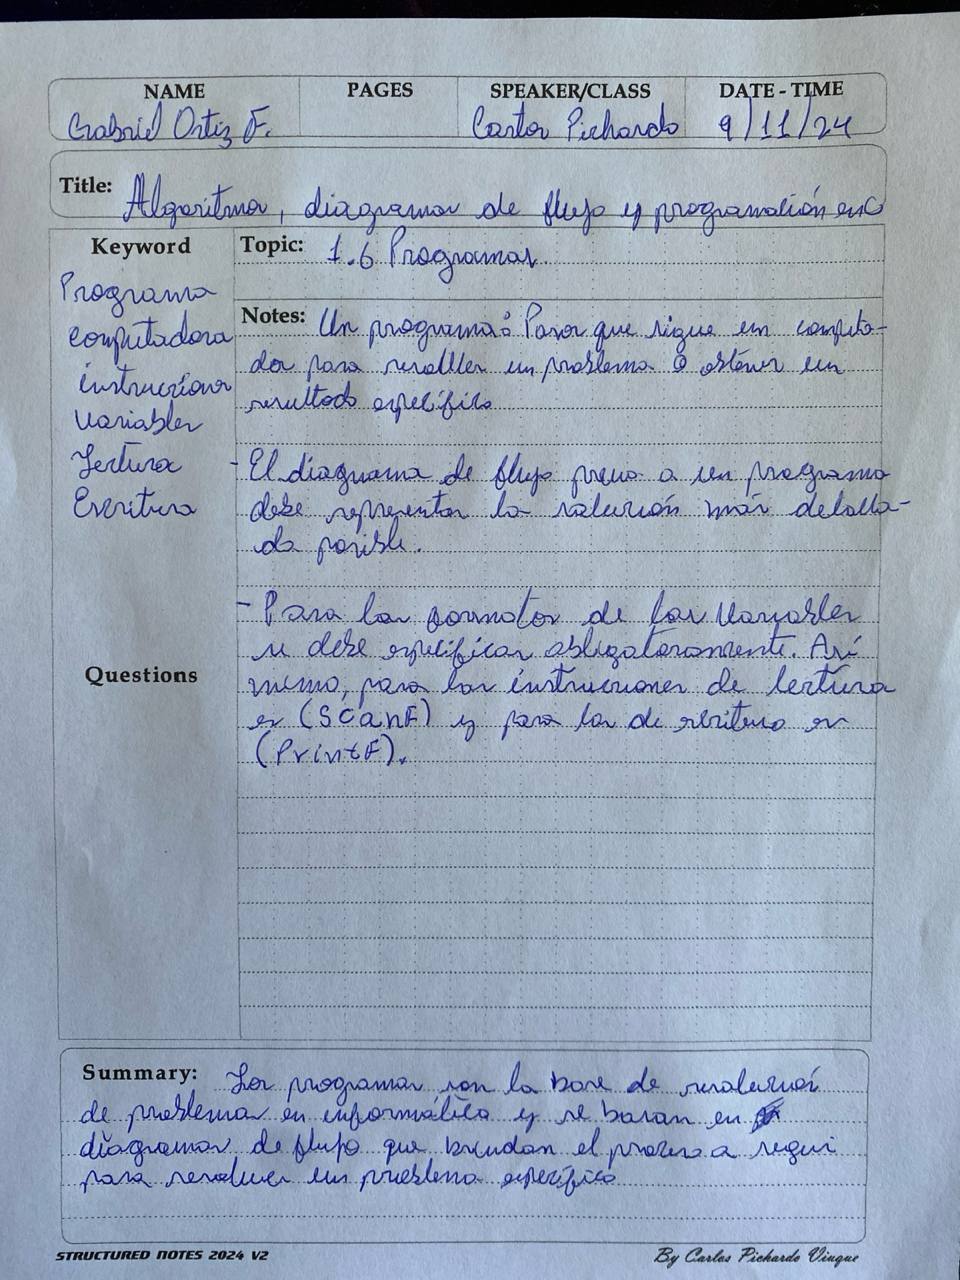 NAME PAGES SPEAKER/CLASS DATE - TIME
Gabriel Ortiz F. Carlos Pichardo 9/11/24
Title: Algoritmos, diagramas de flujo y programación en C
Keyword
Programa
computadora
instrucciones
Variables
Lectura
Escritura
Questions
Topic: 1.6 Programas
Notes: Un programa: Pasos que sigue un computa-
dor para resolver un problema o obtener un
resultado específico
- El diagrama de flujo previo a un programa
debe representar la solución más detalla-
da posible.
- Para los formatos de las Variables
se debe especificar obligatoriamente. Así
mismo, para las instrucciones de lectura
es (ScanF) y para las de escritura es
(PrintF).
Summary: Los programas son la base de resolución
de problemas en informática y se basan en
diagramas de flujo que brindan el proceso a seguir
para resolver un problema específico
STRUCTURED NOTES 2024 V2
By Carlos Pichardo Viuque